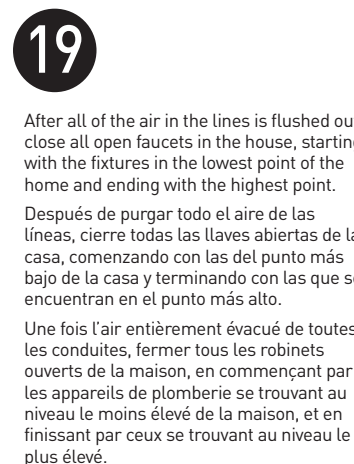 19
After all of the air in the lines is flushed out
close all open faucets in the house, starting
with the fixtures in the lowest point of the
home and ending with the highest point.
Después de purgar todo el aire de las
líneas, cierre todas las llaves abiertas de la
casa, comenzando con las del punto más
bajo de la casa y terminando con las que se
encuentran en el punto más alto.
Une fois l'air entièrement évacué de toutes
les conduites, fermer tous les robinets
ouverts de la maison, en commençant par
les appareils de plomberie se trouvant au
niveau le moins élevé de la maison, et en
finissant par ceux se trouvant au niveau le
plus élevé.